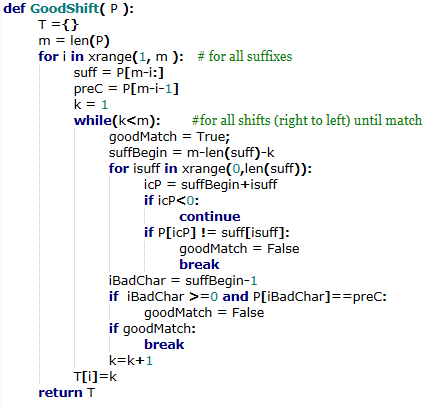 def GoodShift( P ):
T ={}
m = len(P)
for i in xrange(1, m ): # for all suffixes
suff = P[m-i:]
preC = P[m-i-1]
k = 1
while(k<m): #for all shifts (right to left) until match
goodMatch = True;
suffBegin = m-len(suff)-k
for isuff in xrange(0,len(suff)):
icP = suffBegin+isuff
if icP<0:
continue
if P[icP] != suff[isuff]:
goodMatch = False
break
iBadChar = suffBegin-1
if iBadChar >=0 and P[iBadChar]==preC:
goodMatch = False
if goodMatch:
break
k=k+1
T[i]=k
return T